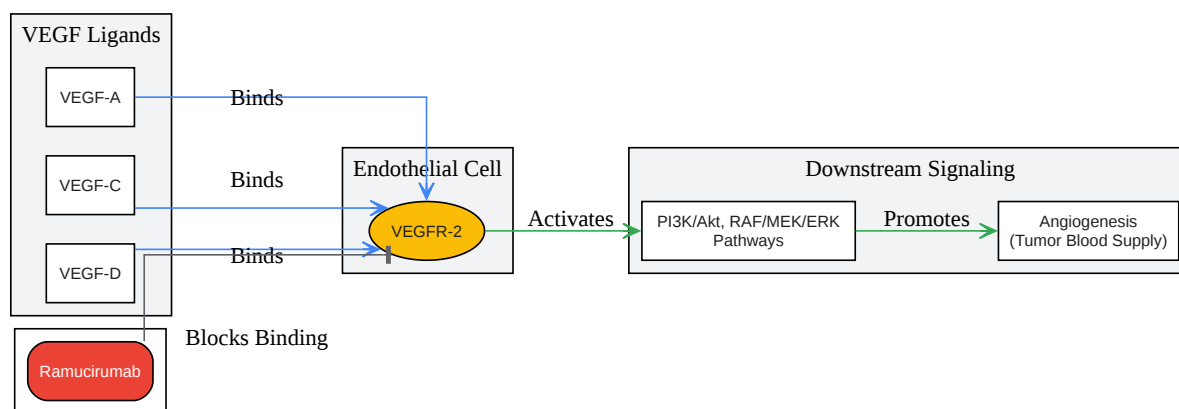 VEGF Ligands
VEGF-A
Binds
VEGF-C
Binds
VEGF-D
Binds
Endothelial Cell
VEGFR-2
Activates
Downstream Signaling
PI3K/Akt, RAF/MEK/ERK
Pathways
Promotes
Angiogenesis
(Tumor Blood Supply)
Blocks Binding
Ramucirumab